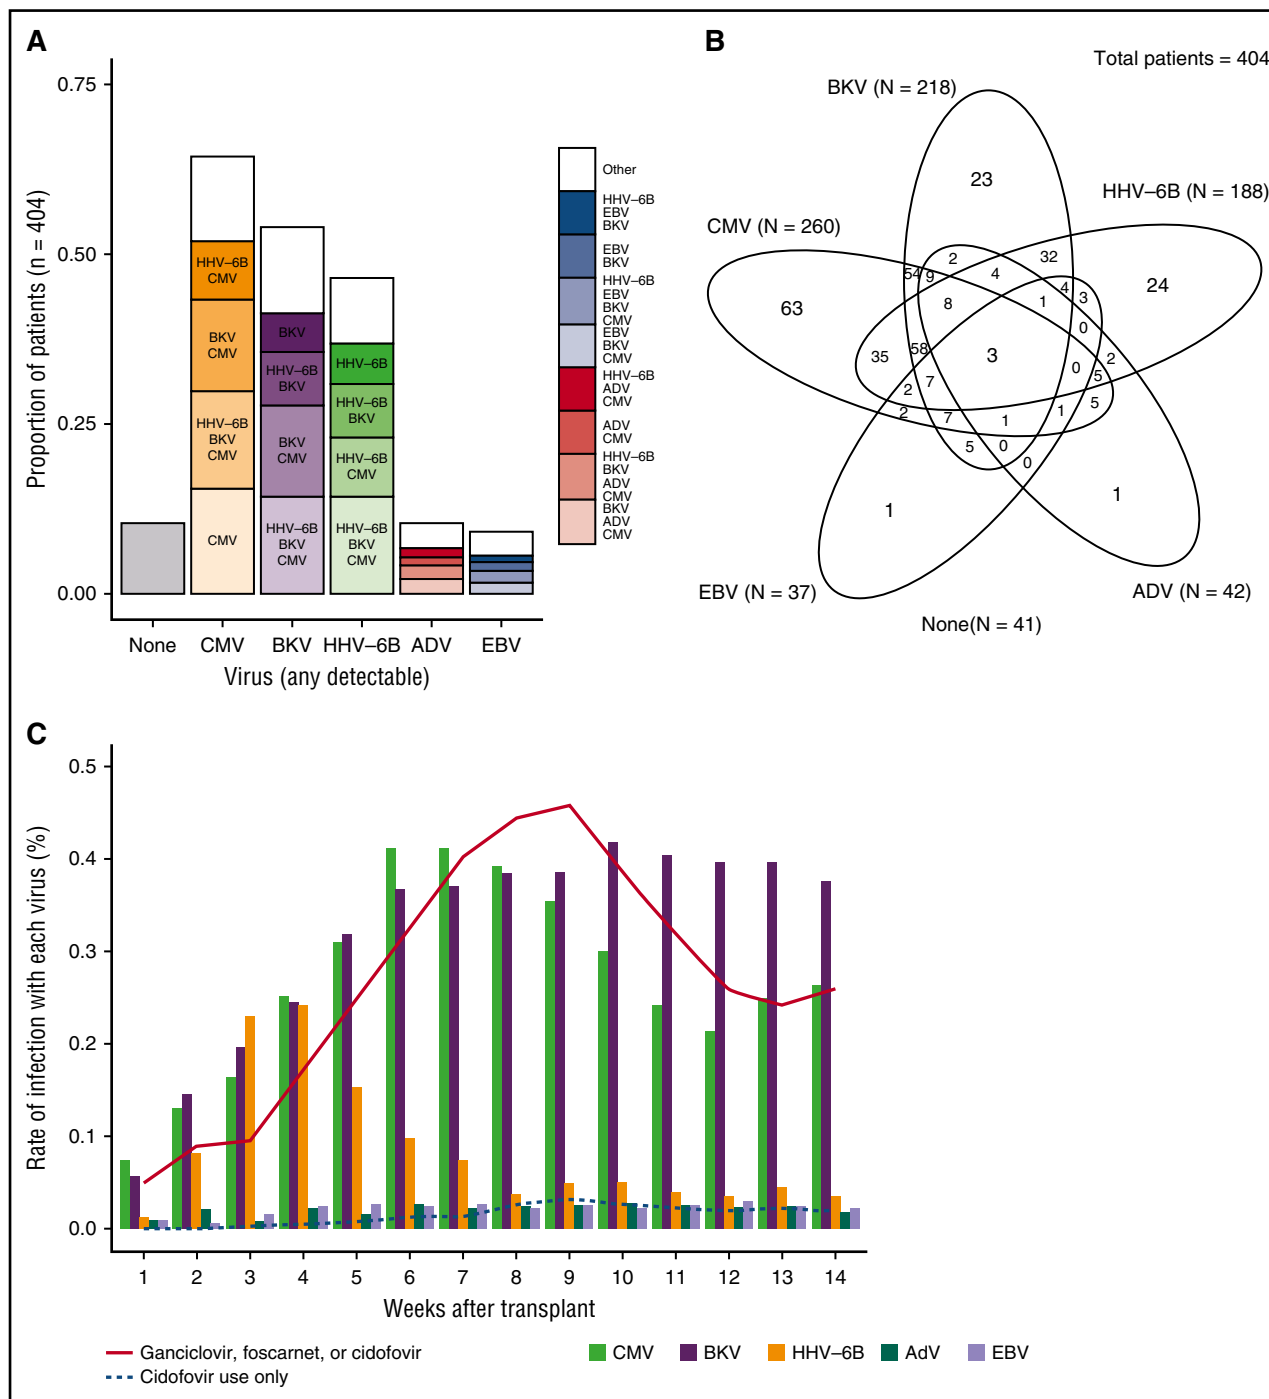 A
0.75
0.50
0.25
0.00
Proportion of patients (n = 404)
HHV–6B
CMV
BKV
CMV
HHV–6B
BKV
CMV
CMV
BKV
HHV–6B
BKV
BKV
CMV
HHV–6B
BKV
CMV
HHV–6B
HHV–6B
BKV
HHV–6B
CMV
HHV–6B
BKV
CMV
None CMV BKV HHV–6B ADV EBV
Virus (any detectable)
Other
HHV–6B
EBV
BKV
EBV
BKV
HHV–6B
EBV
BKV
CMV
EBV
BKV
CMV
HHV–6B
ADV
CMV
ADV
CMV
HHV–6B
BKV
ADV
CMV
BKV
ADV
CMV
B
Total patients = 404
BKV (N = 218)
HHV–6B (N = 188)
CMV (N = 260)
23
2 32
54 9 4
4 3 24
8 1
63
0
58
35 3 2
0 5
7
2
5
2 7 1 1
5 0
0
1 1
EBV (N = 37)
ADV (N = 42)
None(N = 41)
C
0.5
0.4
0.3
0.2
0.1
0.0
Rate of infection with each virus (%)
1 2 3 4 5 6 7 8 9 10 11 12 13 14
Weeks after transplant
Ganciclovir, foscarnet, or cidofovir
Cidofovir use only
CMV BKV HHV–6B AdV EBV